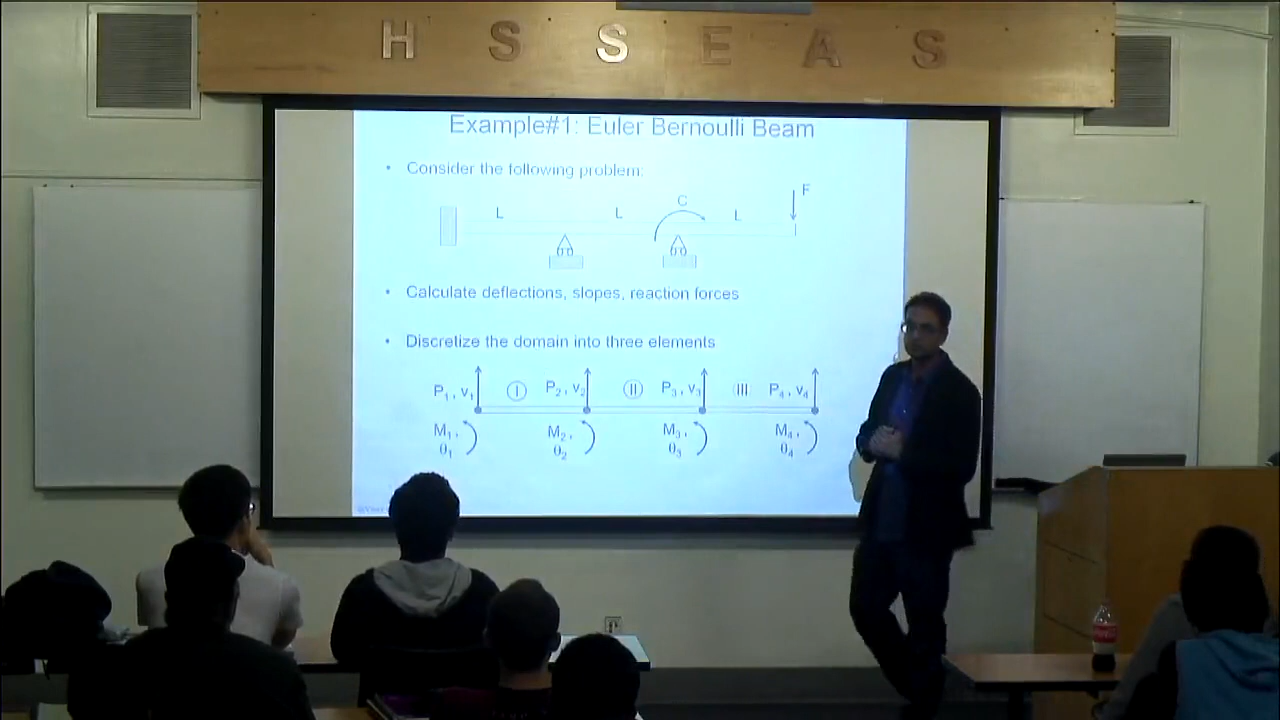 H S S E A S
Example#1: Euler Bernoulli Beam
• Consider the following problem:
F
C
L L L
• Calculate deflections, slopes, reaction forces
• Discretize the domain into three elements
P₁, v₁ I P₂, v₂ II P₃, v₃ III P₄, v₄
M₁, M₂, M₃, M₄,
θ₁ θ₂ θ₃ θ₄